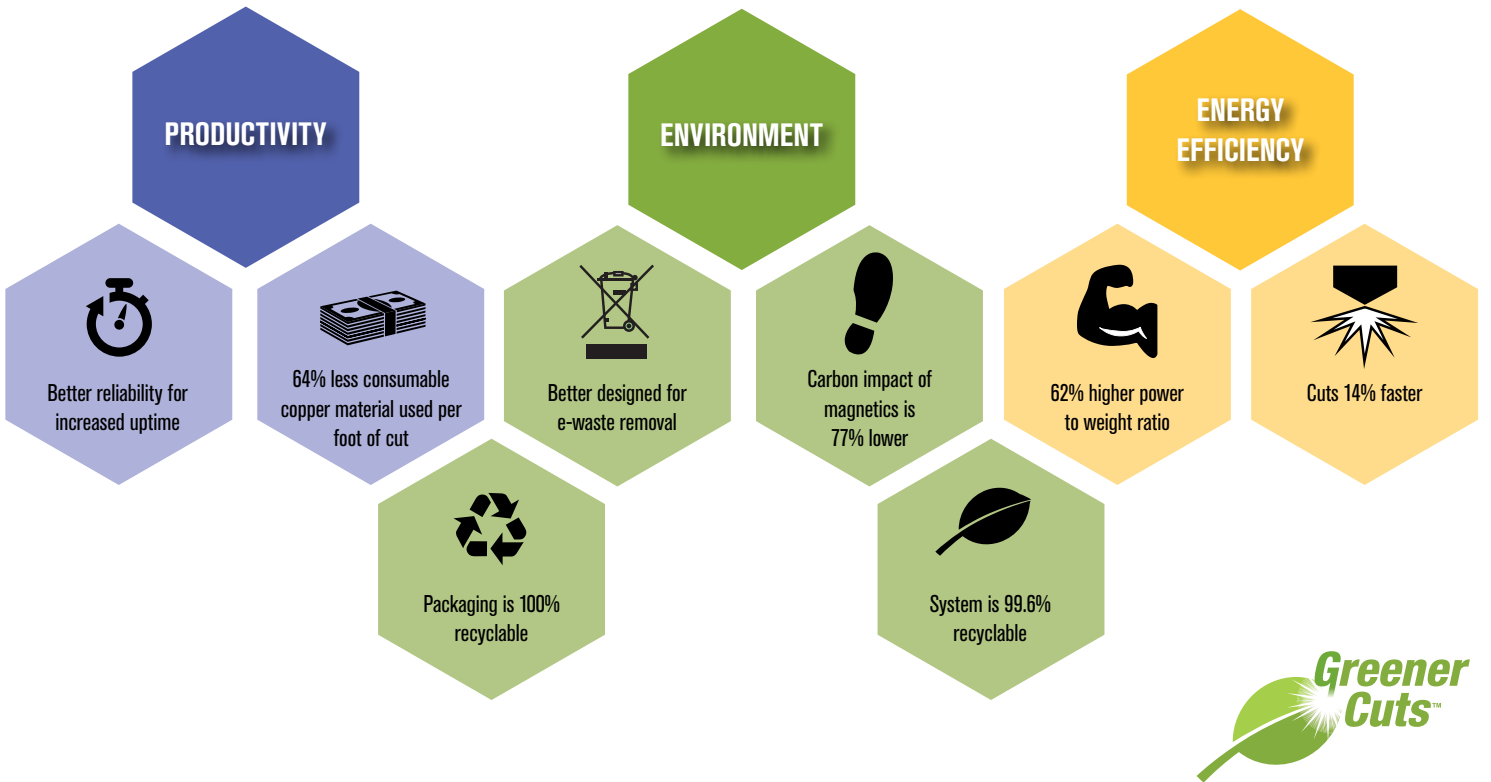 PRODUCTIVITY
Better reliability for
increased uptime
64% less consumable
copper material used per
foot of cut
ENVIRONMENT
Better designed for
e-waste removal
Carbon impact of
magnetics is
77% lower
Packaging is 100%
recyclable
System is 99.6%
recyclable
ENERGY
EFFICIENCY
62% higher power
to weight ratio
Cuts 14% faster
Greener
Cuts™